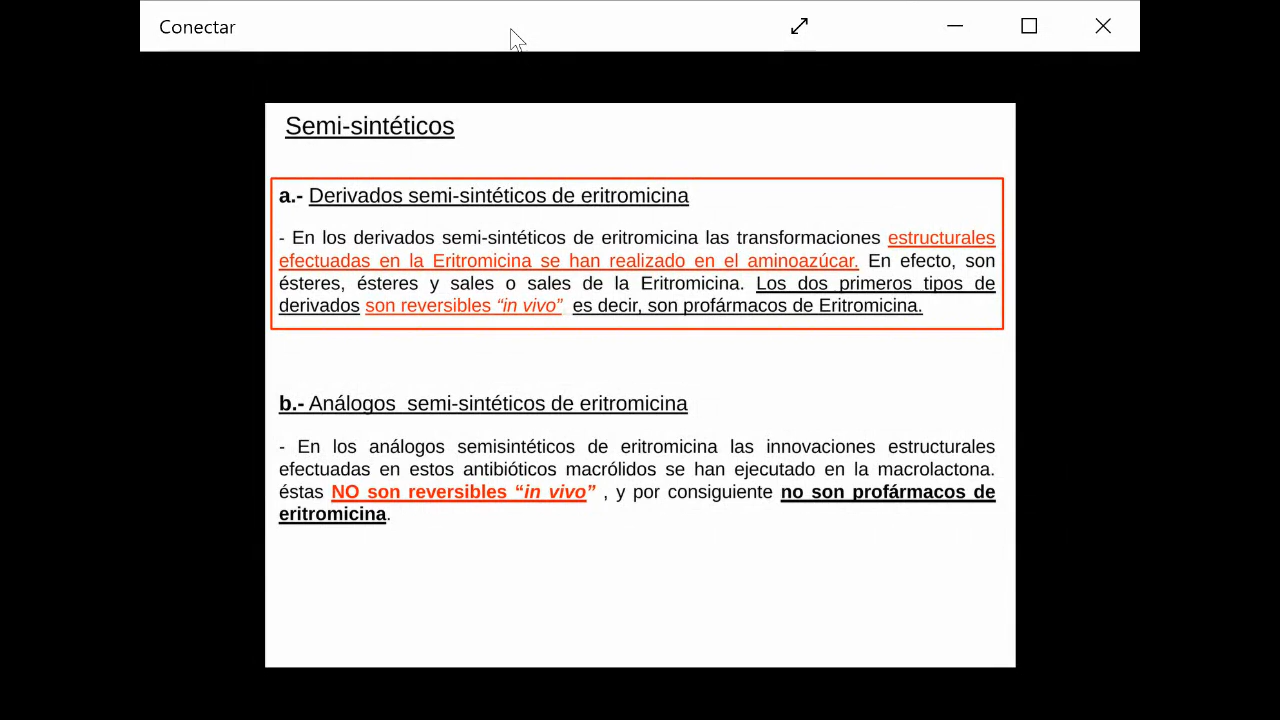 Conectar
Semi-sintéticos
a.- Derivados semi-sintéticos de eritromicina
- En los derivados semi-sintéticos de eritromicina las transformaciones estructurales
efectuadas en la Eritromicina se han realizado en el aminoazúcar. En efecto, son
ésteres, ésteres y sales o sales de la Eritromicina. Los dos primeros tipos de
derivados son reversibles “in vivo” es decir, son profármacos de Eritromicina.
b.- Análogos semi-sintéticos de eritromicina
- En los análogos semisintéticos de eritromicina las innovaciones estructurales
efectuadas en estos antibióticos macrólidos se han ejecutado en la macrolactona.
éstas NO son reversibles “in vivo” , y por consiguiente no son profármacos de
eritromicina.